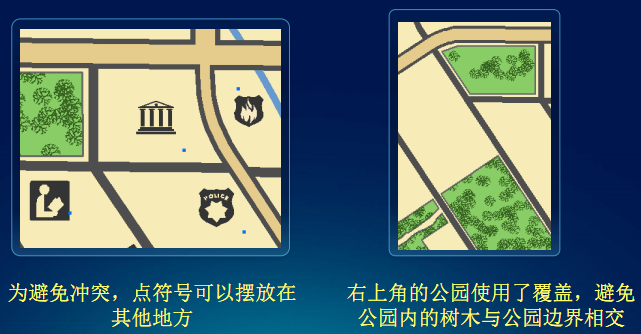 POLICE
为避免冲突，点符号可以摆放在
其他地方
右上角的公园使用了覆盖，避免
公园内的树木与公园边界相交